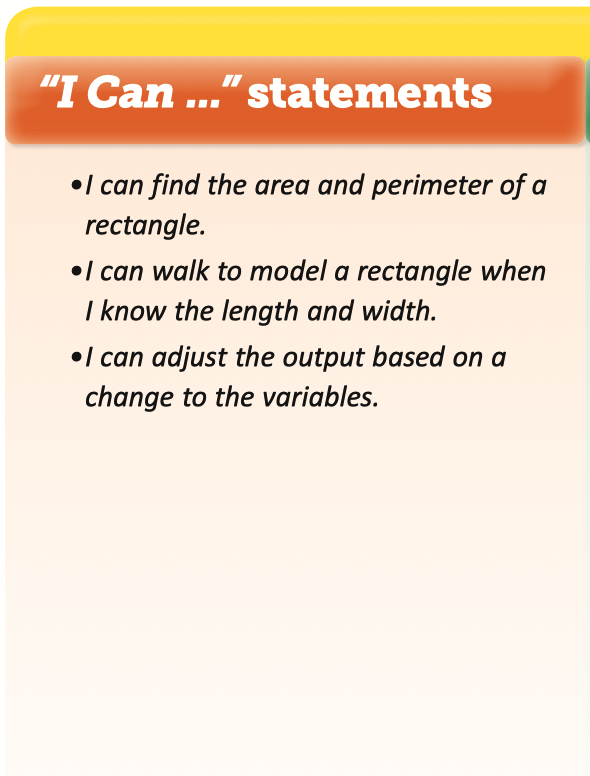 “I Can ...” statements
•I can find the area and perimeter of a
rectangle.
•I can walk to model a rectangle when
I know the length and width.
•I can adjust the output based on a
change to the variables.